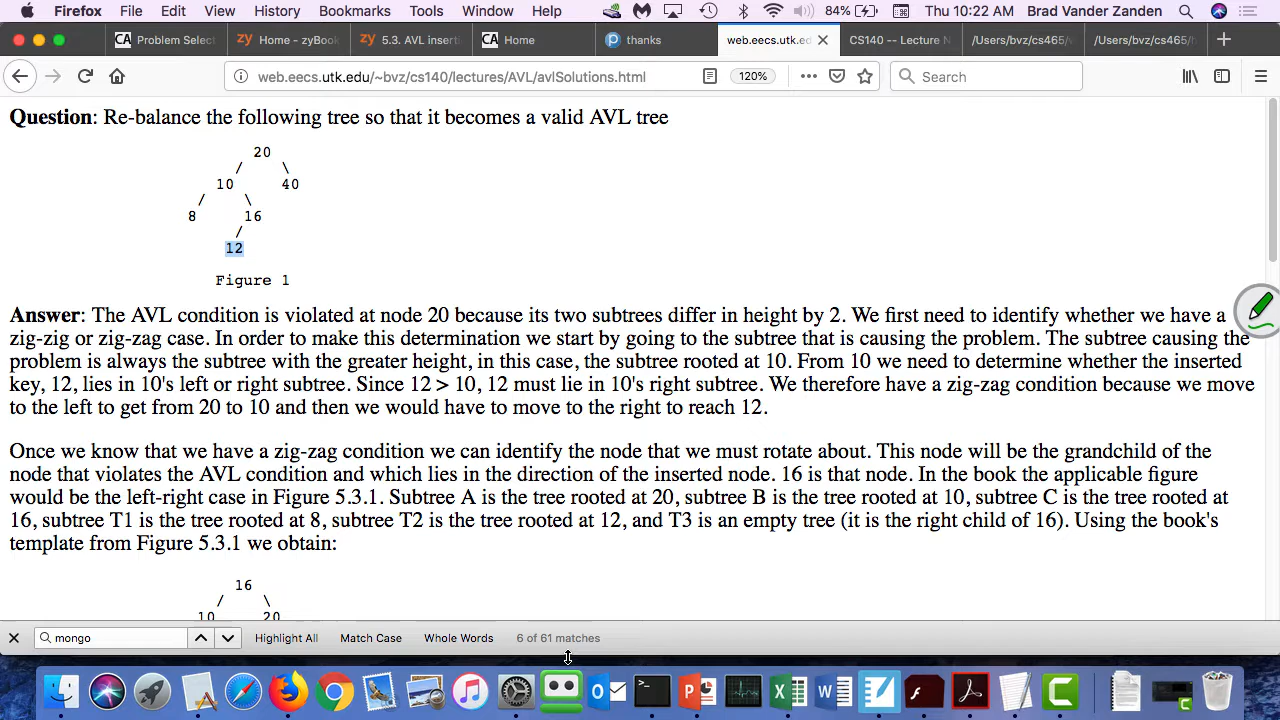 Firefox File Edit View History Bookmarks Tools Window Help 84% Thu 10:22 AM Brad Vander Zanden
CA Problem Select zy Home - zyBook zy 5.3. AVL inserti CA Home thanks web.eecs.utk.edu CS140 -- Lecture N /Users/bvz/cs465/ /Users/bvz/cs465/
web.eecs.utk.edu/~bvz/cs140/lectures/AVL/avlSolutions.html 120% Search
Question: Re-balance the following tree so that it becomes a valid AVL tree
20
/ \
10 40
/ \
8 16
/
12
Figure 1
Answer: The AVL condition is violated at node 20 because its two subtrees differ in height by 2. We first need to identify whether we have a
zig-zig or zig-zag case. In order to make this determination we start by going to the subtree that is causing the problem. The subtree causing the
problem is always the subtree with the greater height, in this case, the subtree rooted at 10. From 10 we need to determine whether the inserted
key, 12, lies in 10's left or right subtree. Since 12 > 10, 12 must lie in 10's right subtree. We therefore have a zig-zag condition because we move
to the left to get from 20 to 10 and then we would have to move to the right to reach 12.
Once we know that we have a zig-zag condition we can identify the node that we must rotate about. This node will be the grandchild of the
node that violates the AVL condition and which lies in the direction of the inserted node. 16 is that node. In the book the applicable figure
would be the left-right case in Figure 5.3.1. Subtree A is the tree rooted at 20, subtree B is the tree rooted at 10, subtree C is the tree rooted at
16, subtree T1 is the tree rooted at 8, subtree T2 is the tree rooted at 12, and T3 is an empty tree (it is the right child of 16). Using the book's
template from Figure 5.3.1 we obtain:
16
/ \
10 20
mongo Highlight All Match Case Whole Words 6 of 61 matches